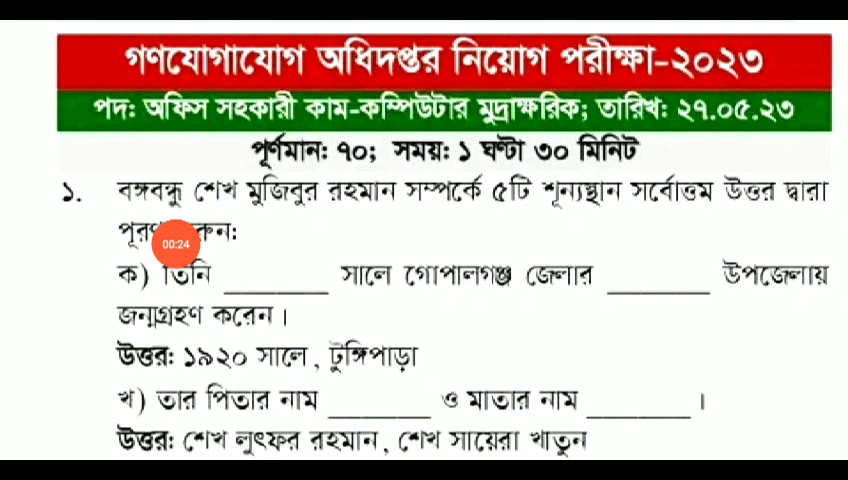 গণযোগাযোগ অধিদপ্তর নিয়োগ পরীক্ষা-২০২৩
পদ: অফিস সহকারী কাম-কম্পিউটার মুদ্রাক্ষরিক; তারিখ: ২৭.০৫.২৩
পূর্ণমান: ৭০; সময়: ১ ঘণ্টা ৩০ মিনিট
১. বঙ্গবন্ধু শেখ মুজিবুর রহমান সম্পর্কে ৫টি শূন্যস্থান সর্বোত্তম উত্তর দ্বারা
00:24
ক) তিনি ________ সালে গোপালগঞ্জ জেলার ________ উপজেলায়
জন্মগ্রহণ করেন।
উত্তর: ১৯২০ সালে, টুঙ্গিপাড়া
খ) তার পিতার নাম ________ ও মাতার নাম ________।
উত্তর: শেখ লুৎফর রহমান, শেখ সায়েরা খাতুন